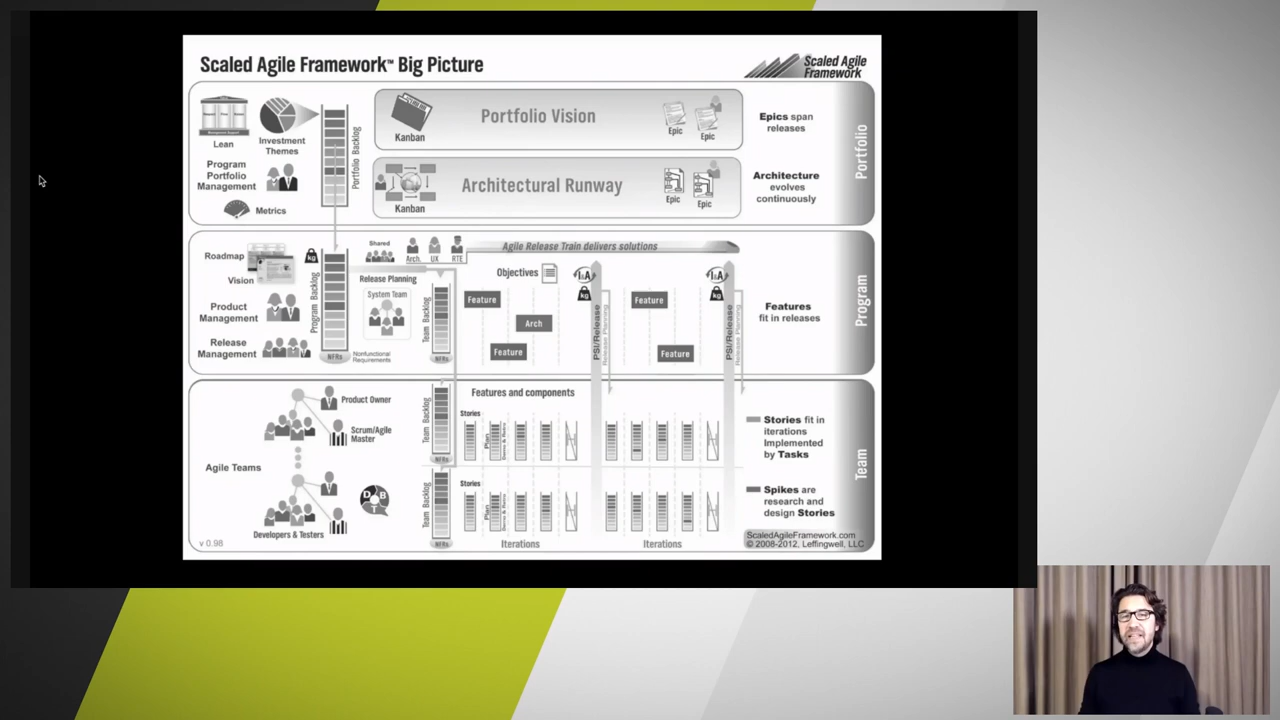 Scaled Agile Framework™ Big Picture
Scaled Agile
Framework
Lean
Investment
Themes
Program
Portfolio
Management
Metrics
Portfolio Backlog
Kanban
Portfolio Vision
Epic
Epic
Epics span
releases
Kanban
Architectural Runway
Epic
Epic
Architecture
evolves
continuously
Portfolio
Roadmap
Vision
Product
Management
Release
Management
kg
Program Backlog
NFRs
Nonfunctional
Requirements
Shared
Arch.
UX
RTE
Release Planning
System Team
Team Backlog
NFRs
Agile Release Train delivers solutions
Objectives
I&A
kg
I&A
kg
Feature
Arch
Feature
Feature
Feature
PSI/Release
Release Planning
PSI/Release
Release Planning
Features
fit in releases
Program
Product Owner
Scrum/Agile
Master
Agile Teams
Developers & Testers
D
B
T
v 0.98
Team Backlog
NFRs
Team Backlog
NFRs
Features and components
Stories
Plan
Stories
Plan
Iterations
Iterations
Stories fit in
iterations
Implemented
by Tasks
Spikes are
research and
design Stories
ScaledAgileFramework.com
© 2008-2012, Leffingwell, LLC
Team